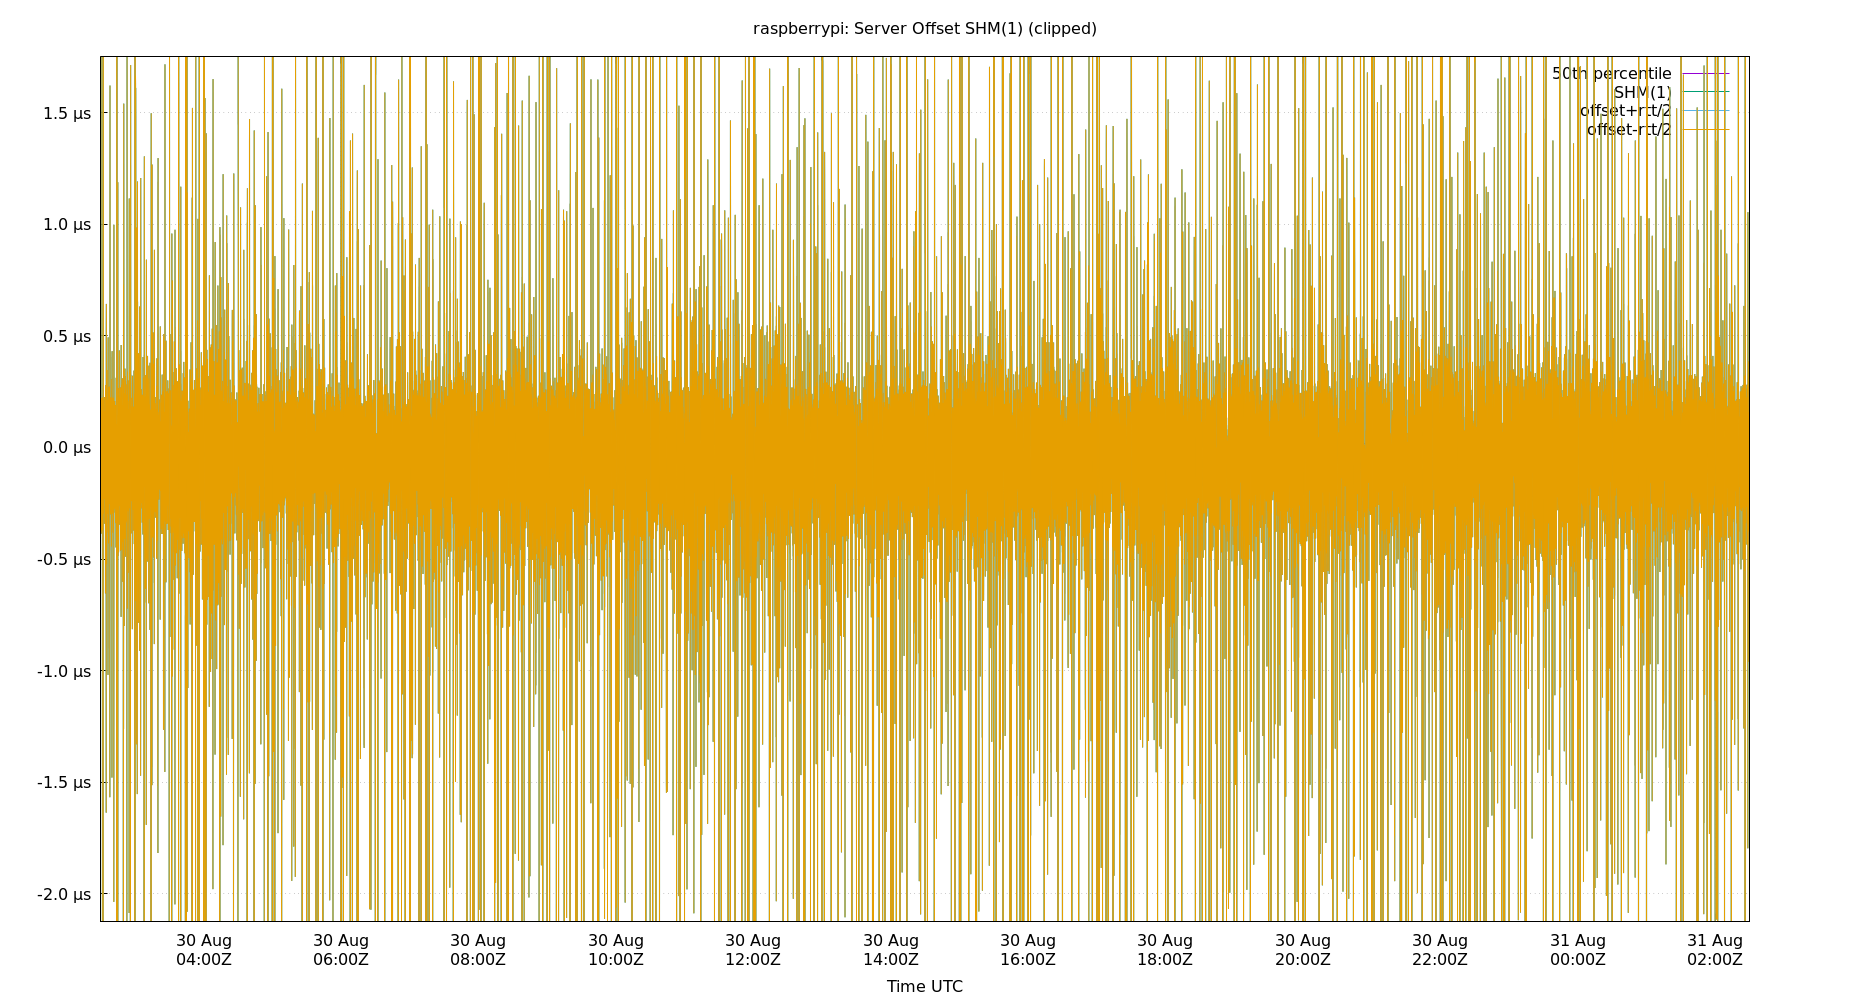 raspberrypi: Server Offset SHM(1) (clipped)
50th percentile
SHM(1)
offset+rtt/2
offset-rtt/2
1.5 µs
1.0 µs
0.5 µs
0.0 µs
-0.5 µs
-1.0 µs
-1.5 µs
-2.0 µs
30 Aug 30 Aug 30 Aug 30 Aug 30 Aug 30 Aug 30 Aug 30 Aug 30 Aug 30 Aug 31 Aug 31 Aug
04:00Z 06:00Z 08:00Z 10:00Z 12:00Z 14:00Z 16:00Z 18:00Z 20:00Z 22:00Z 00:00Z 02:00Z
Time UTC